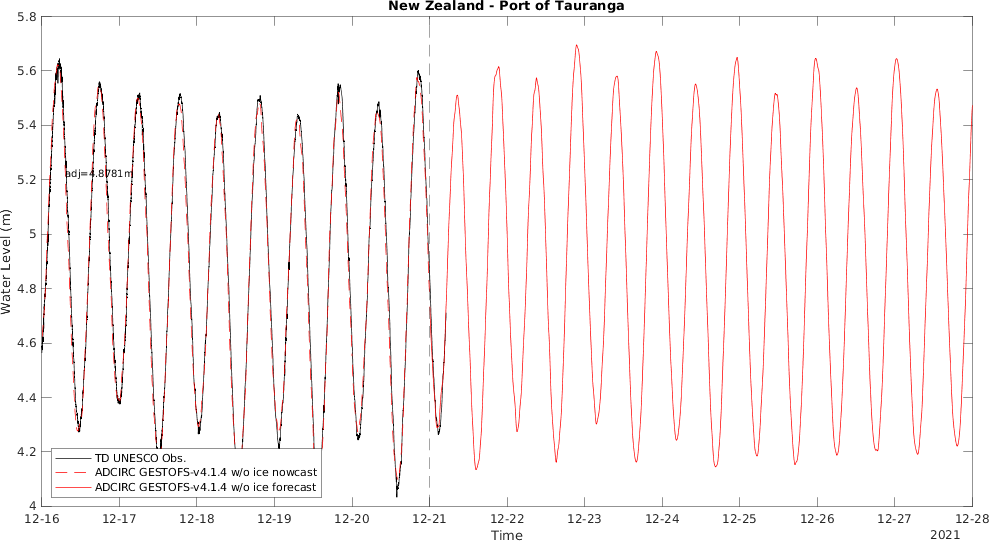 New Zealand - Port of Tauranga
5.8
5.6
5.4
5.2
5
4.8
4.6
4.4
4.2
4
Water Level (m)
adj=4.8781m
TD UNESCO Obs.
ADCIRC GESTOFS-v4.1.4 w/o ice nowcast
ADCIRC GESTOFS-v4.1.4 w/o ice forecast
12-16 12-17 12-18 12-19 12-20 12-21 12-22 12-23 12-24 12-25 12-26 12-27 12-28
Time
2021